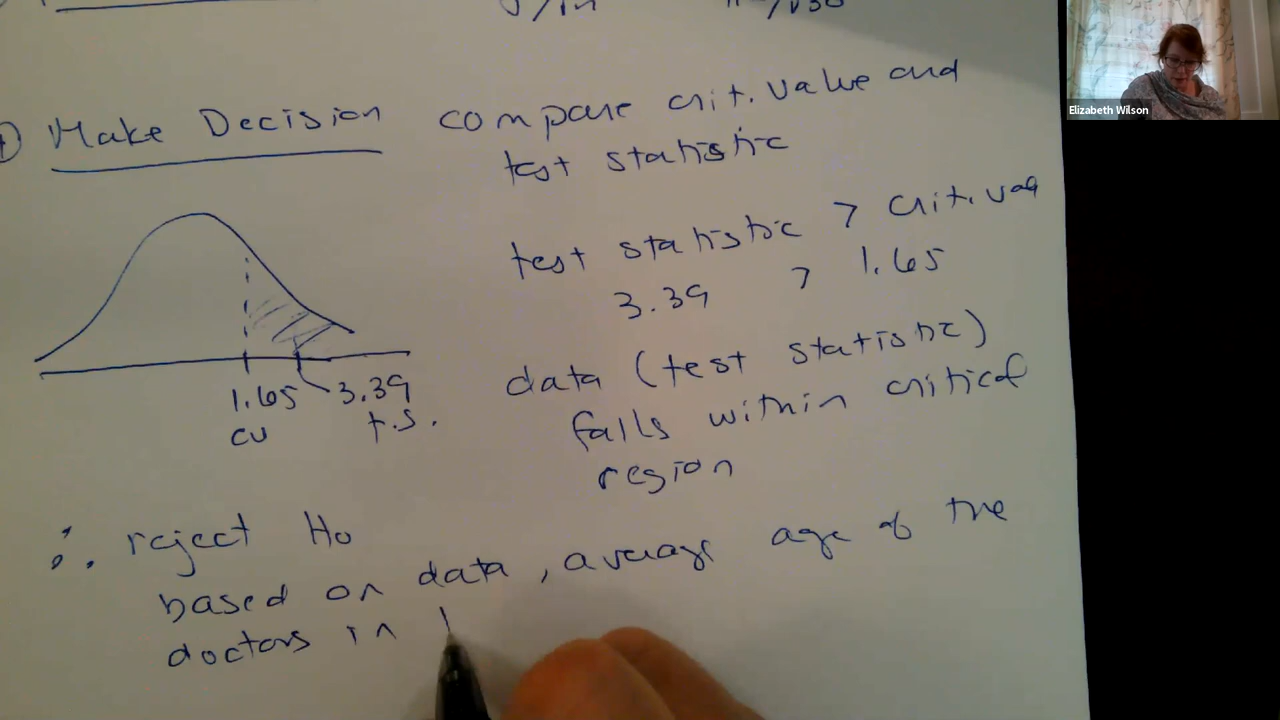 Elizabeth Wilson
Make Decision compare crit. value and
test statistic
test statistic > crit. val
3.39 > 1.65
data (test statistic)
falls within critical
region
1.65 3.39
CV t.s.
∴ reject Ho
based on data, average age of the
doctors in